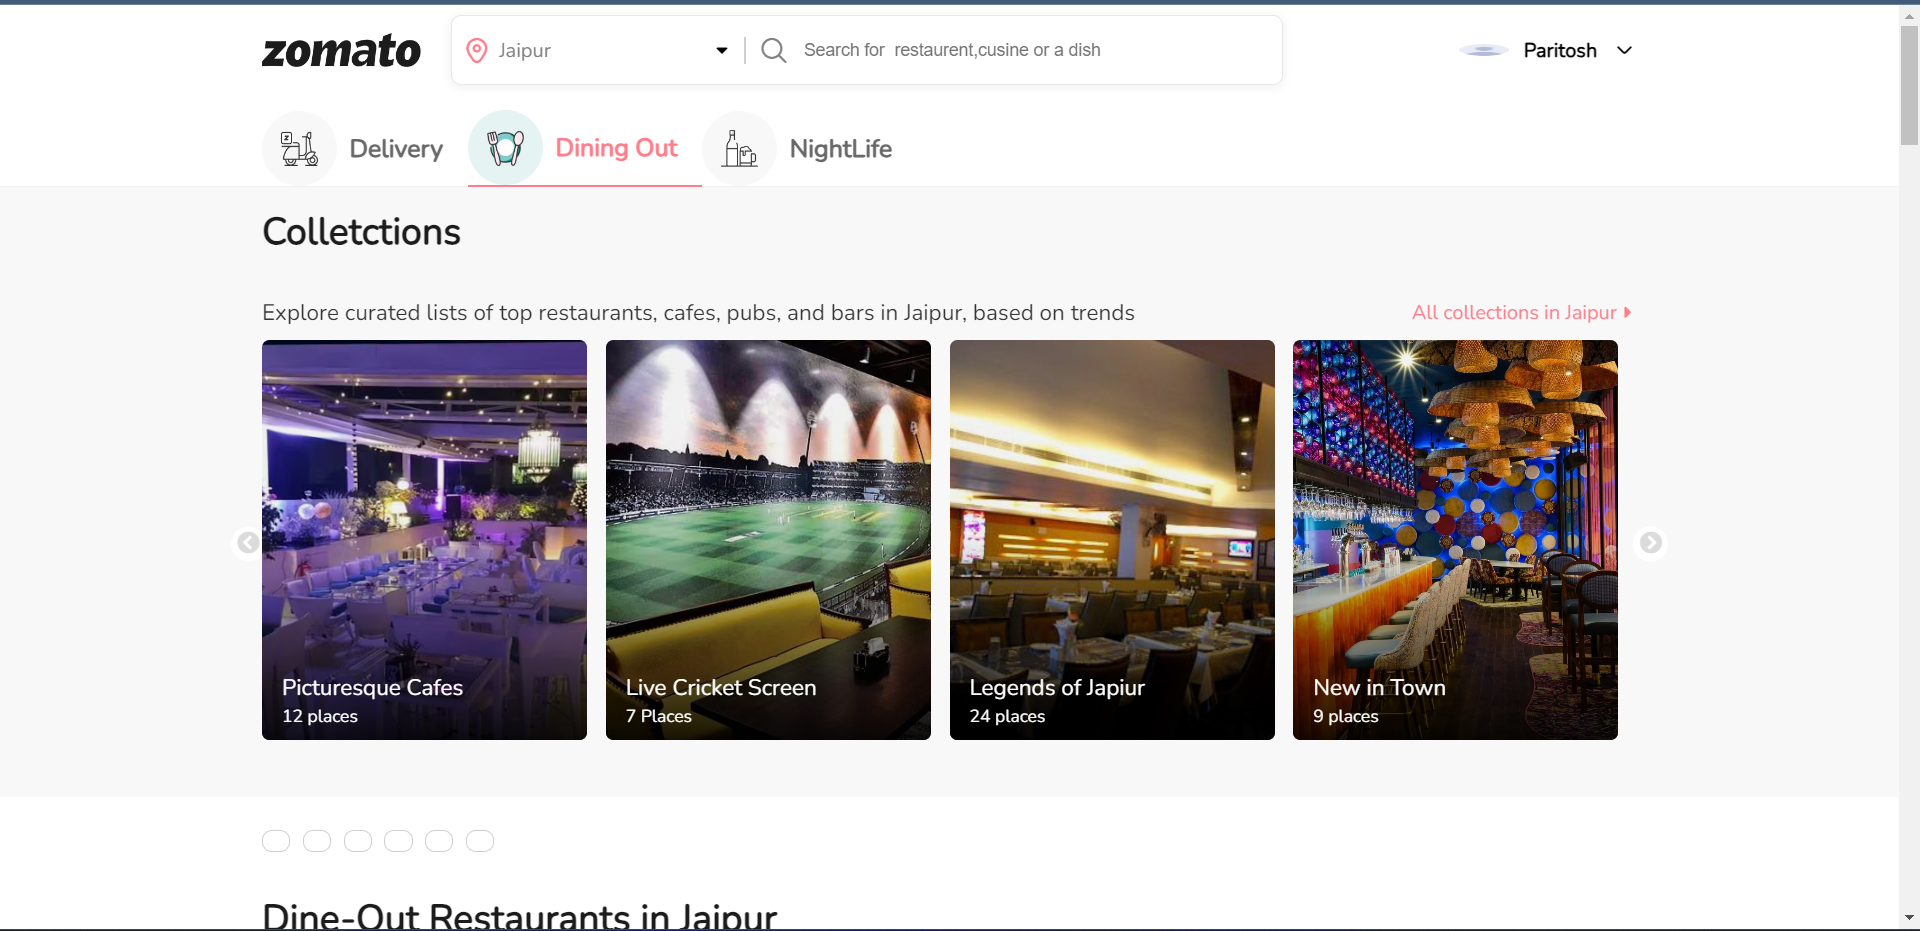 zomato
Jaipur
Search for  restaurent,cusine or a dish
Paritosh
Delivery
Dining Out
NightLife
Colletctions
Explore curated lists of top restaurants, cafes, pubs, and bars in Jaipur, based on trends
All collections in Jaipur
Picturesque Cafes
12 places
Live Cricket Screen
7 Places
Legends of Japiur
24 places
New in Town
9 places
Dine-Out Restaurants in Jaipur